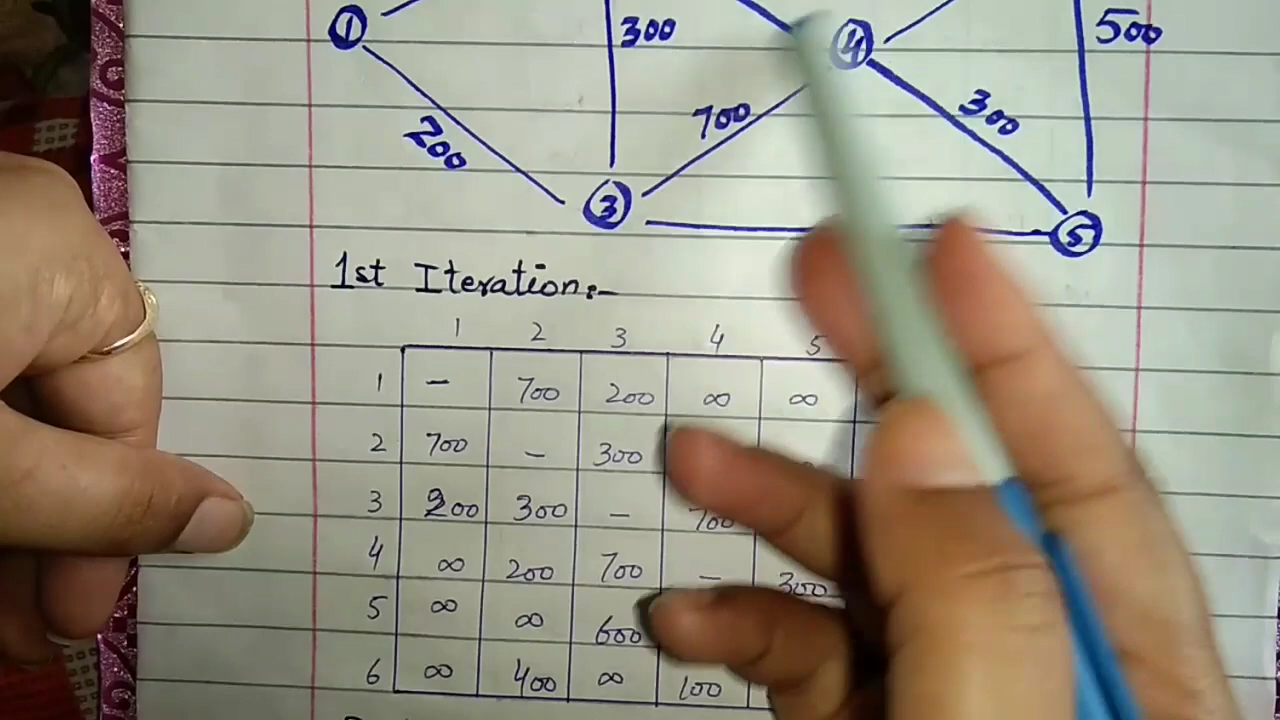 1 300 4 500
200 700 300
3 5
1st Iteration:-
1 2 3 4 5
1 - 700 200 ∞ ∞
2 700 - 300
3 200 300 - 700
4 ∞ 200 700 - 300
5 ∞ ∞ 600
6 ∞ 400 ∞ 100